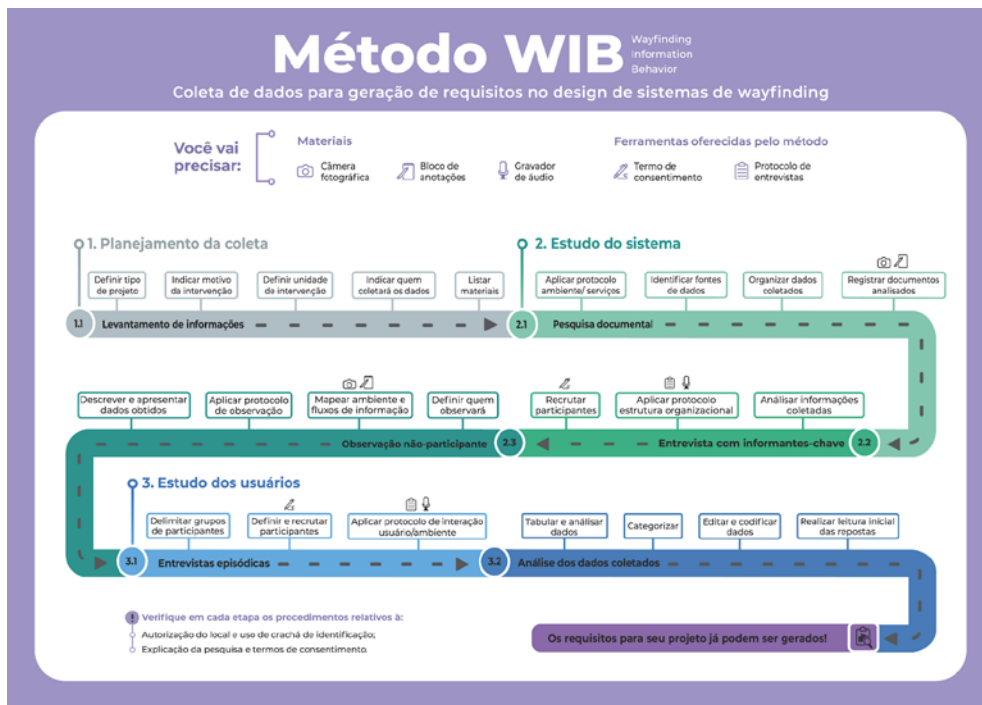 Método WIB
Wayfinding
Information
Behavior
Coleta de dados para geração de requisitos no design de sistemas de wayfinding
Você vai
precisar:
Materiais
Câmera
fotográfica
Bloco de
anotações
Gravador
de áudio
Ferramentas oferecidas pelo método
Termo de
consentimento
Protocolo de
entrevistas
1. Planejamento da coleta
Definir tipo
de projeto
Indicar motivo
da intervenção
Definir unidade
da intervenção
Indicar quem
coletará os dados
Listar
materiais
1.1
Levantamento de informações
2. Estudo do sistema
Aplicar protocolo
ambiente/serviços
Identificar fontes
de dados
Organizar dados
coletados
Registrar documentos
analisados
2.1
Pesquisa documental
Descrever e apresentar
dados obtidos
Aplicar protocolo
de observação
Mapear ambiente e
fluxos de informação
Definir quem
observará
Observação não-participante
2.3
Recrutar
participantes
Aplicar protocolo
estrutura organizacional
Análisar informações
coletadas
Entrevista com informantes-chave
2.2
3. Estudo dos usuários
Delimitar grupos
de participantes
Definir e recrutar
participantes
Aplicar protocolo de interação
usuário/ambiente
3.1
Entrevistas episódicas
Tabular e análisar
dados
Categorizar
Editar e codificar
dados
Realizar leitura inicial
das repostas
3.2
Análise dos dados coletados
! Verifique em cada etapa os procedimentos relativos à:
Autorização do local e uso de crachá de identificação;
Explicação da pesquisa e termos de consentimento.
Os requisitos para seu projeto já podem ser gerados!